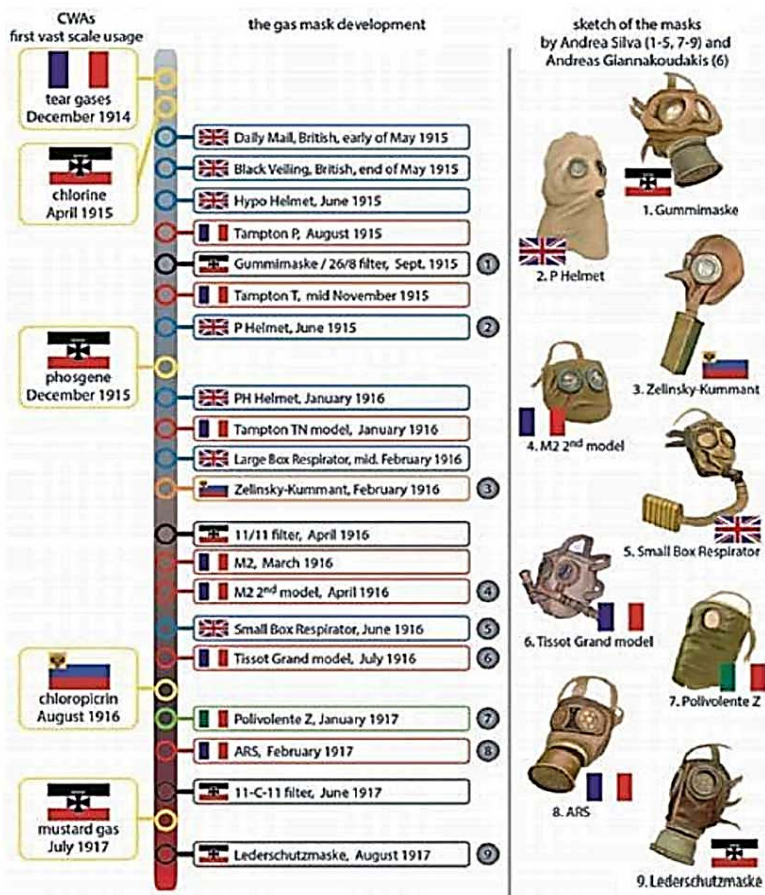 CWAs
first vast scale usage
tear gases
December 1914
chlorine
April 1915
phosgene
December 1915
chloropicrin
August 1916
mustard gas
July 1917
the gas mask development
Daily Mail, British, early of May 1915
Black Veiling, British, end of May 1915
Hypo Helmet, June 1915
Tampton P, August 1915
Gummimaske / 26/8 filter, Sept. 1915
1
Tampton T, mid November 1915
P Helmet, June 1915
2
PH Helmet, January 1916
Tampton TN model, January 1916
Large Box Respirator, mid. February 1916
Zelinsky-Kummant, February 1916
3
11/11 filter, April 1916
M2, March 1916
M2 2nd model, April 1916
4
Small Box Respirator, June 1916
5
Tissot Grand model, July 1916
6
Polivolente Z, January 1917
7
ARS, February 1917
8
11-C-11 filter, June 1917
Lederschutzmaske, August 1917
9
sketch of the masks
by Andrea Silva (1-5, 7-9) and
Andreas Giannakoudakis (6)
1. Gummimaske
2. P Helmet
3. Zelinsky-Kummant
4. M2 2nd model
5. Small Box Respirator
6. Tissot Grand model
7. Polivolente Z
8. ARS
9. Lederschutzmaske